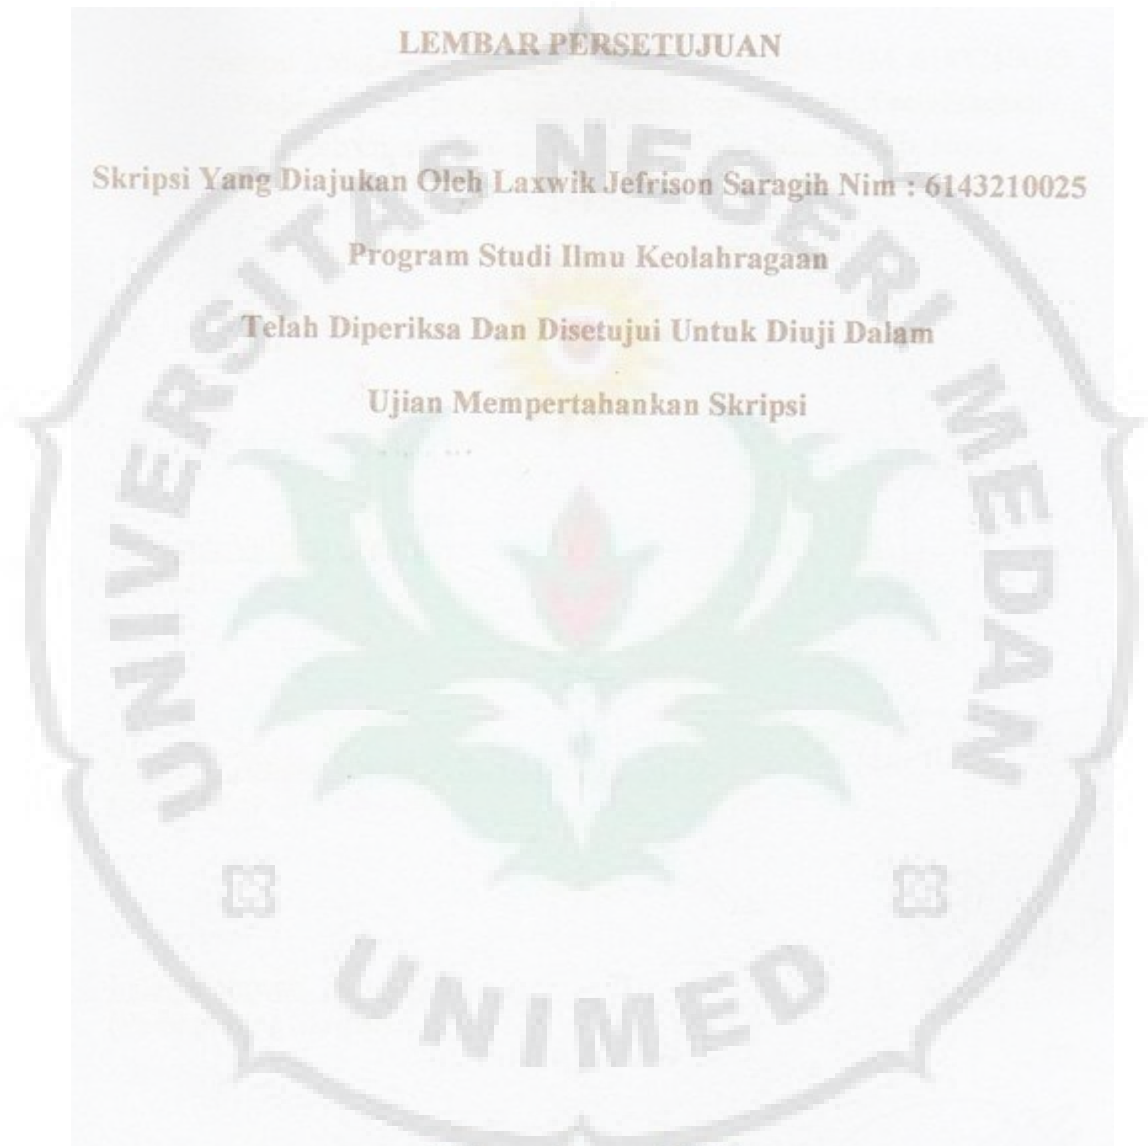 LEMBAR PERSETUJUAN
Skripsi Yang Diajukan Oleh Laxwik Jefrison Saragih Nim : 6143210025
Program Studi Ilmu Keolahragaan
Telah Diperiksa Dan Disetujui Untuk Diuji Dalam
Ujian Mempertahankan Skripsi
UNIVERSITAS NEGERI MEDAN
UNIMED